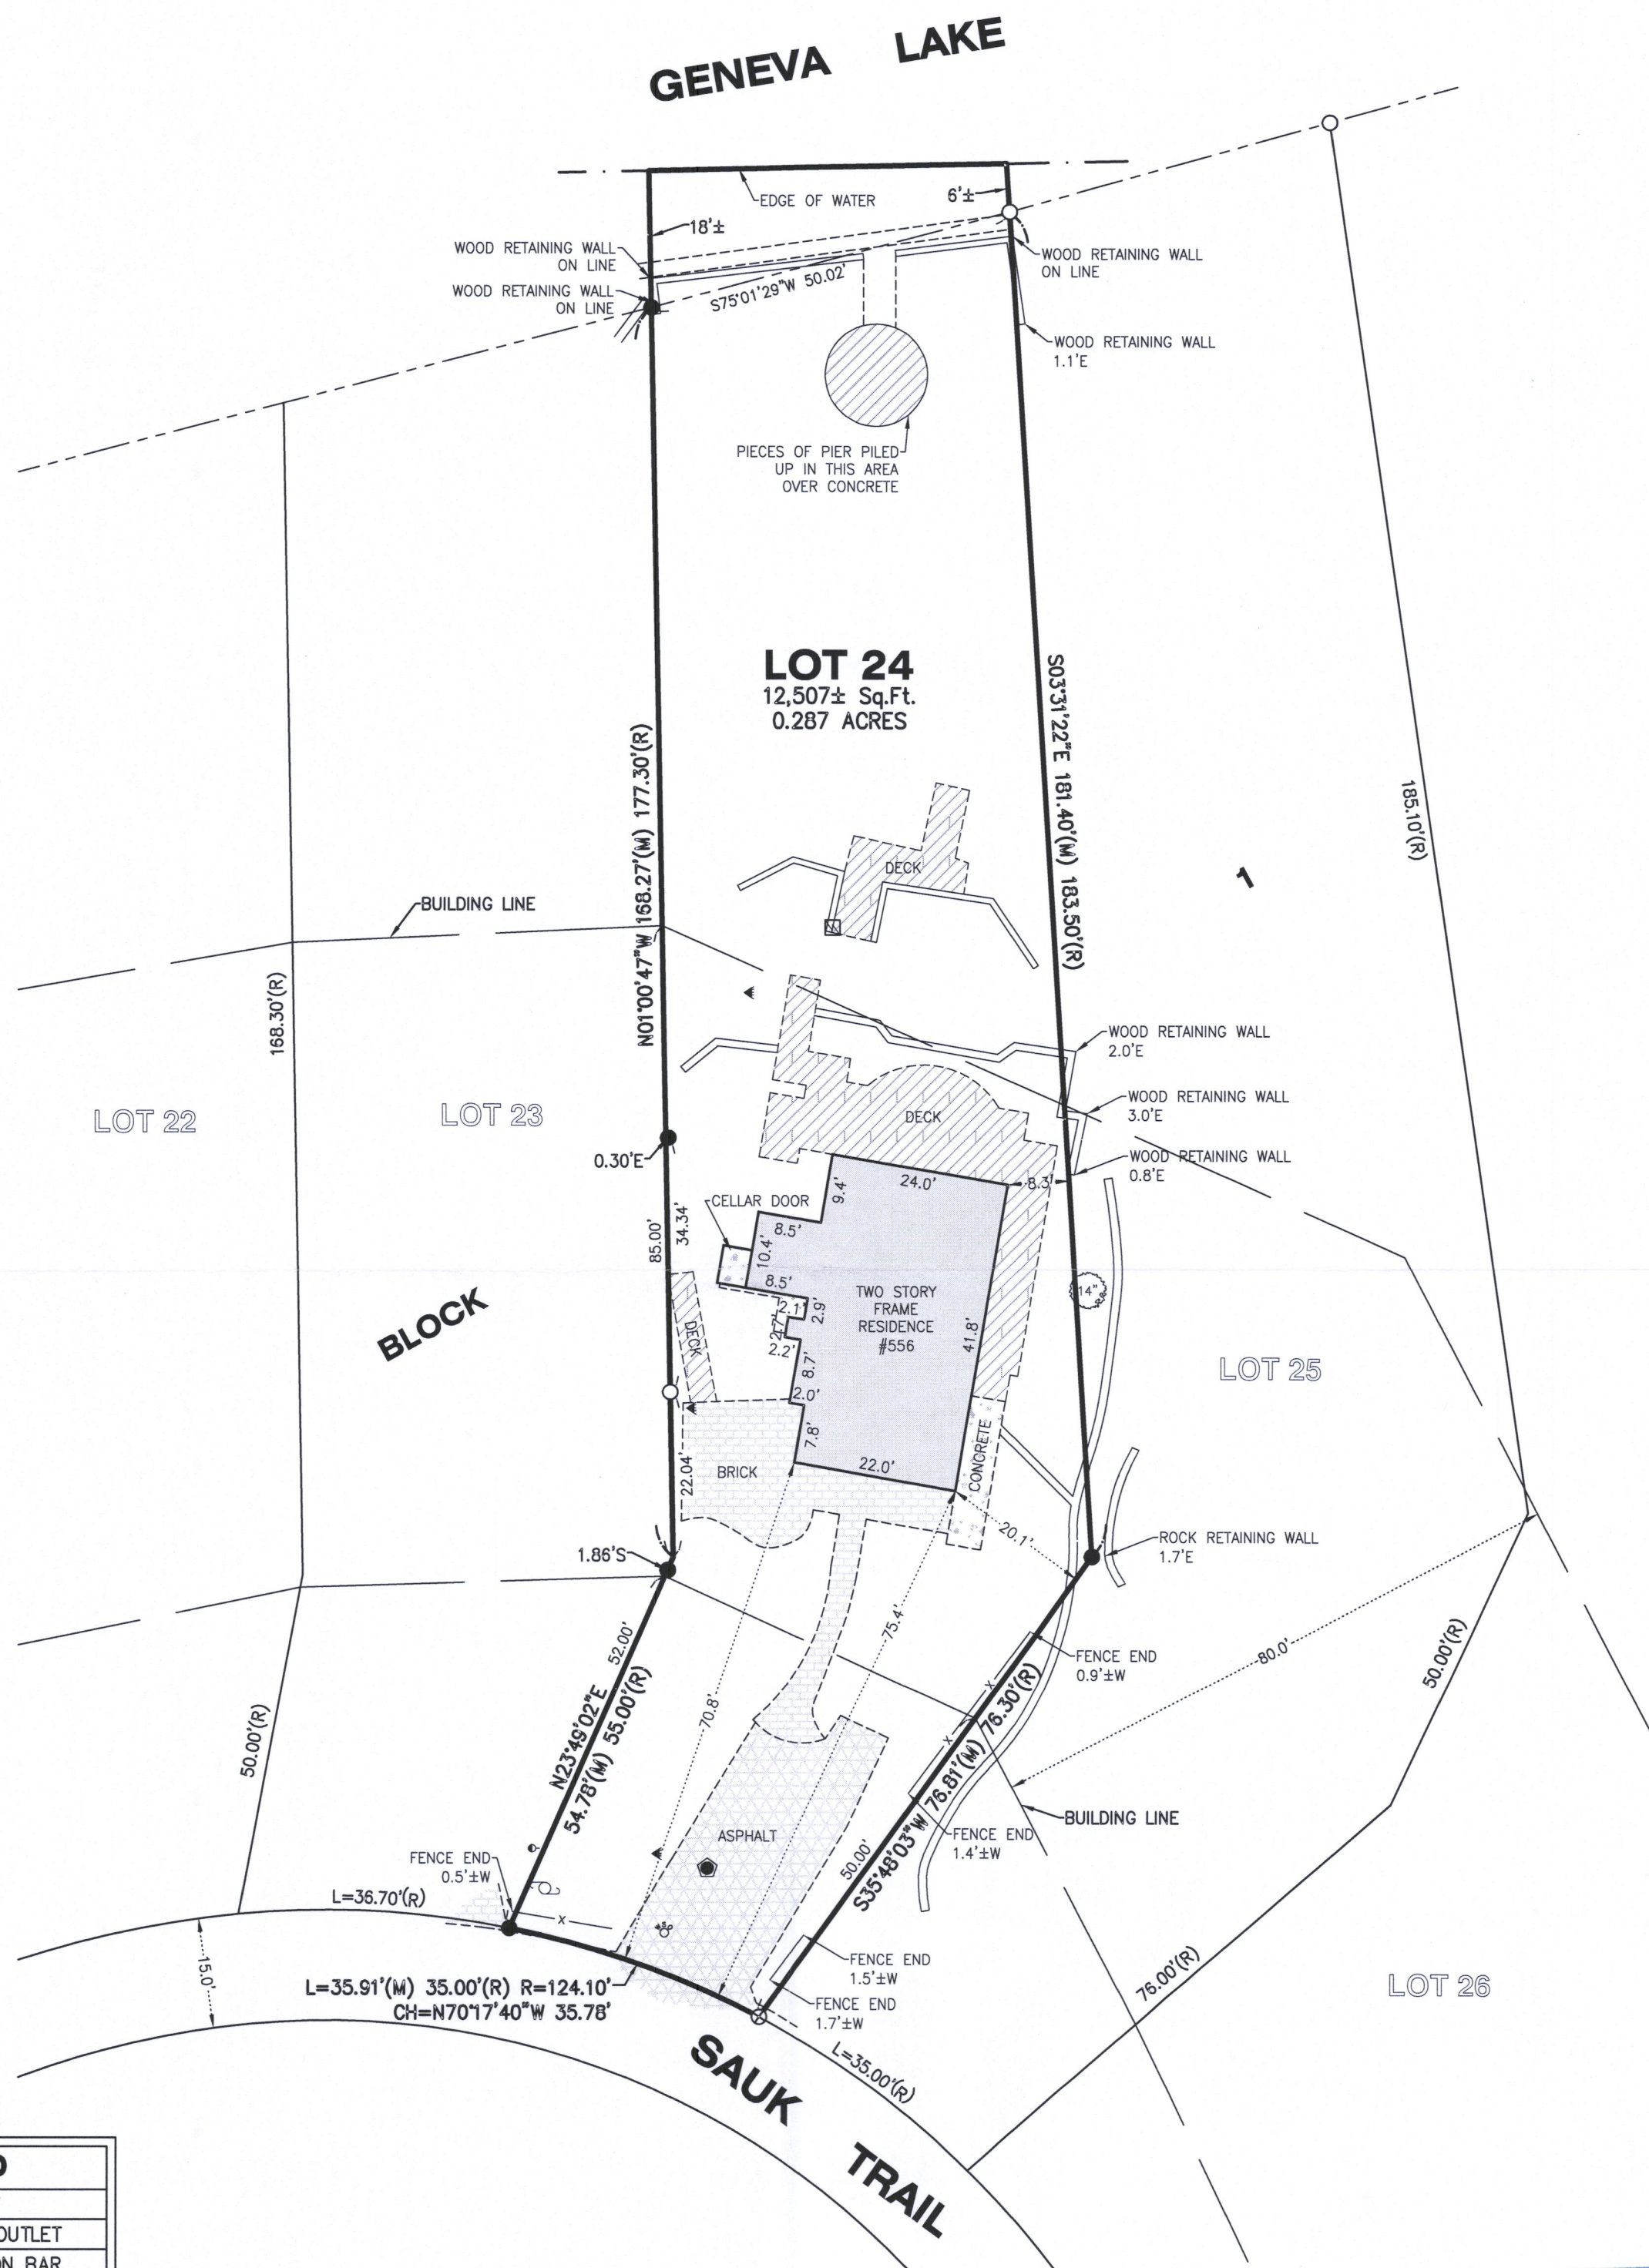 GENEVA LAKE
EDGE OF WATER
6'±
18'±
WOOD RETAINING WALL
ON LINE
WOOD RETAINING WALL
ON LINE
WOOD RETAINING WALL
ON LINE
S75°01'29"W 50.02'
WOOD RETAINING WALL
1.1'E
PIECES OF PIER PILED
UP IN THIS AREA
OVER CONCRETE
LOT 24
12,507± Sq.Ft.
0.287 ACRES
N01°00'47"W 168.27'(M) 177.30'(R)
S03°31'22"E 181.40'(M) 183.50'(R)
185.10'(R)
1
DECK
BUILDING LINE
168.30'(R)
WOOD RETAINING WALL
2.0'E
WOOD RETAINING WALL
3.0'E
WOOD RETAINING WALL
0.8'E
LOT 22
LOT 23
DECK
0.30'E
24.0'
8.3'
9.4'
CELLAR DOOR
8.5'
10.4'
8.5'
85.00'
34.34'
2.1'
2.9'
2.7'
2.2'
8.7'
2.0'
7.8'
22.0'
41.8'
TWO STORY
FRAME
RESIDENCE
#556
14"
DECK
BLOCK
LOT 25
BRICK
22.04'
CONCRETE
20.1'
ROCK RETAINING WALL
1.7'E
1.86'S
52.00'
N23°49'02"E
54.78'(M) 55.00'(R)
70.8'
75.4'
FENCE END
0.9'±W
80.0'
50.00'(R)
50.00'(R)
S35°48'03"W 76.81'(M) 76.30'(R)
50.00'
BUILDING LINE
FENCE END
1.4'±W
ASPHALT
FENCE END
0.5'±W
L=36.70'(R)
x
x
x
15.0'
L=35.91'(M) 35.00'(R) R=124.10'
CH=N70°17'40"W 35.78'
FENCE END
1.5'±W
FENCE END
1.7'±W
76.00'(R)
LOT 26
L=35.00'(R)
SAUK TRAIL
OUTLET
ON BAR